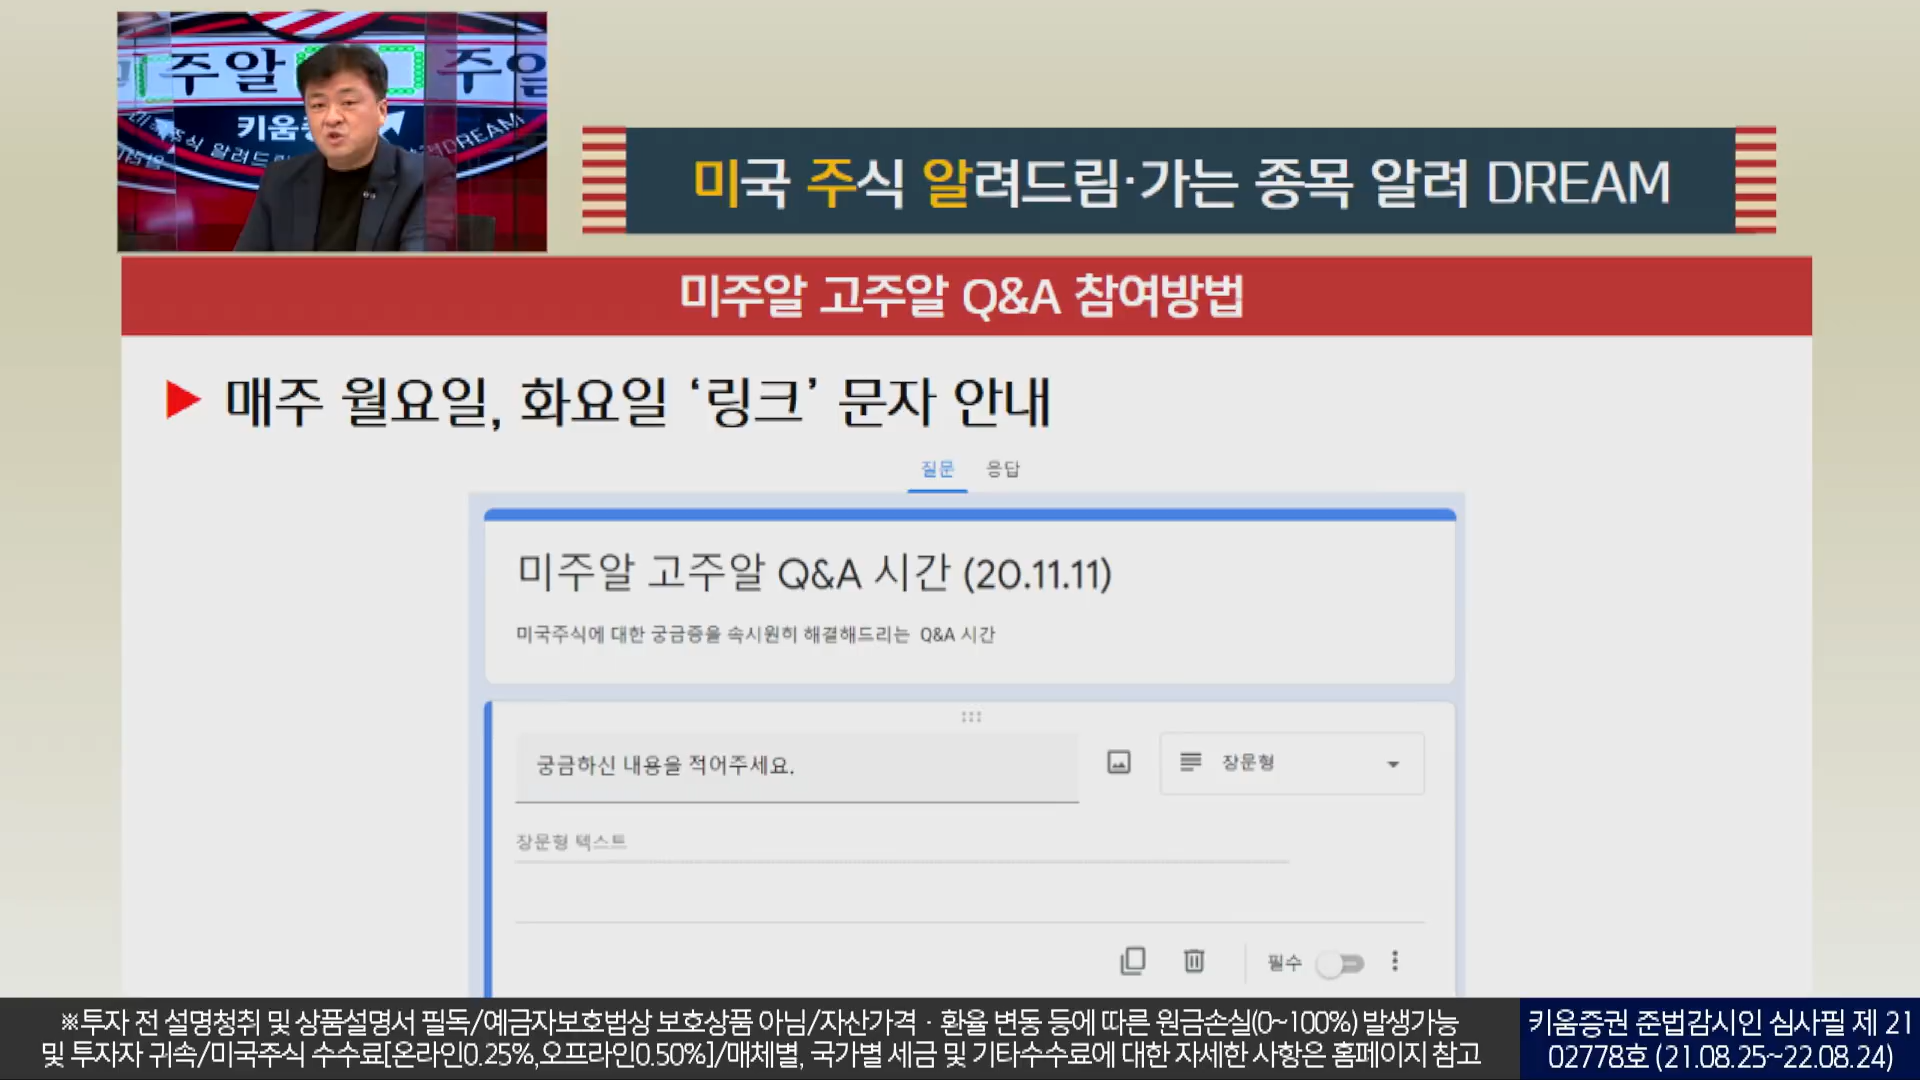 주알
키움
알려드
DREAM
미국 주식 알려드림·가는 종목 알려 DREAM
미주알 고주알 Q&A 참여방법
▶ 매주 월요일, 화요일 ‘링크’ 문자 안내
질문 응답
미주알 고주알 Q&A 시간 (20.11.11)
미국주식에 대한 궁금증을 속시원히 해결해드리는 Q&A 시간
궁금하신 내용을 적어주세요.
장문형
장문형 텍스트
필수
※투자 전 설명청취 및 상품설명서 필독/예금자보호법상 보호상품 아님/자산가격·환율 변동 등에 따른 원금손실(0~100%) 발생가능
및 투자자 귀속/미국주식 수수료[온라인0.25%,오프라인0.50%]/매체별, 국가별 세금 및 기타수수료에 대한 자세한 사항은 홈페이지 참고
키움증권 준법감시인 심사필 제 21
02778호 (21.08.25~22.08.24)